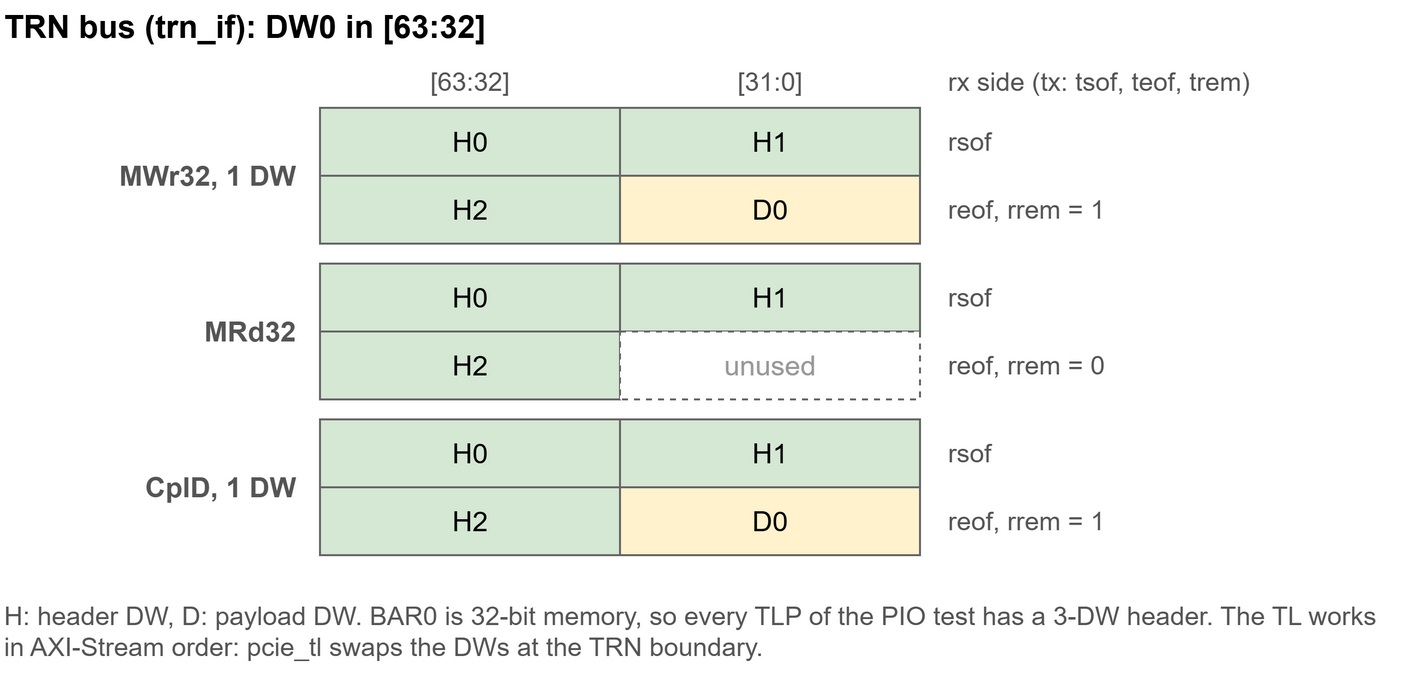 TRN bus (trn_if): DW0 in [63:32]
[63:32] [31:0] rx side (tx: tsof, teof, trem)
MWr32, 1 DW
H0 H1 rsof
H2 D0 reof, rrem = 1
MRd32
H0 H1 rsof
H2 unused reof, rrem = 0
CplD, 1 DW
H0 H1 rsof
H2 D0 reof, rrem = 1
H: header DW, D: payload DW. BAR0 is 32-bit memory, so every TLP of the PIO test has a 3-DW header. The TL works
in AXI-Stream order: pcie_tl swaps the DWs at the TRN boundary.